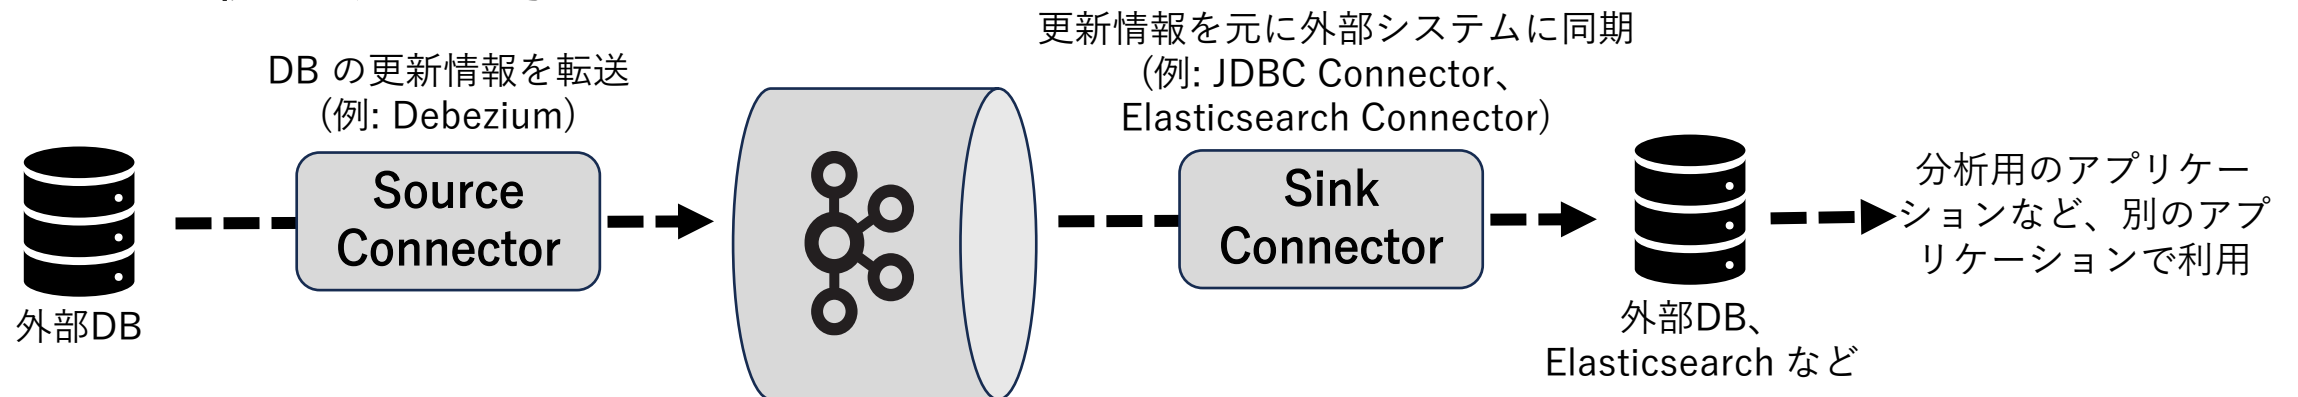 DB の更新情報を転送
(例: Debezium)
Source
Connector
外部DB
更新情報を元に外部システムに同期
(例: JDBC Connector、
Elasticsearch Connector)
Sink
Connector
外部DB、
Elasticsearch など
分析用のアプリケー
ションなど、別のアプ
リケーションで利用